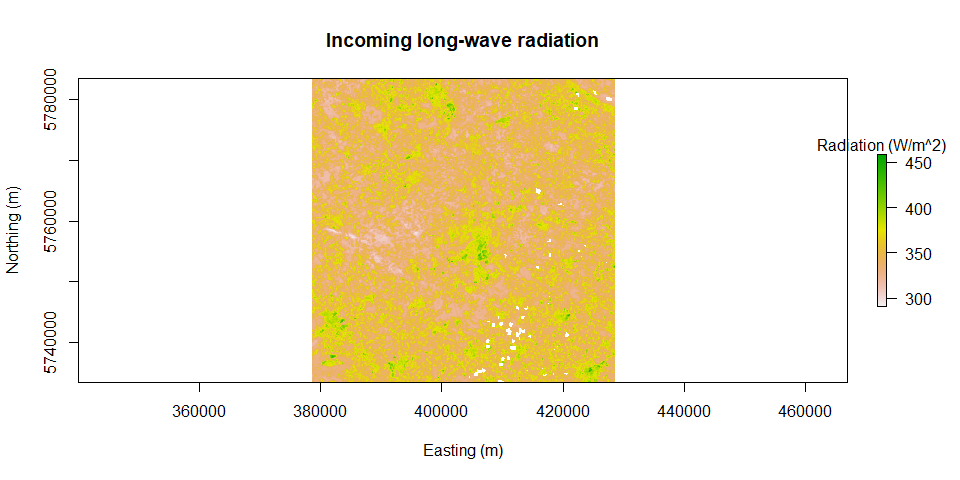 Incoming long-wave radiation
Northing (m)
5780000
5760000
5740000
360000 380000 400000 420000 440000 460000
Easting (m)
Radiation (W/m^2)
450
400
350
300